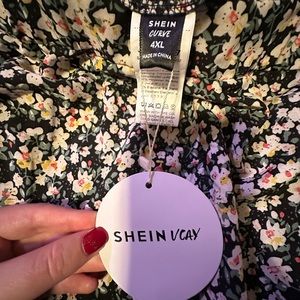 SHEIN
CURVE
4XL
MADE IN CHINA
SHEIN VCAY